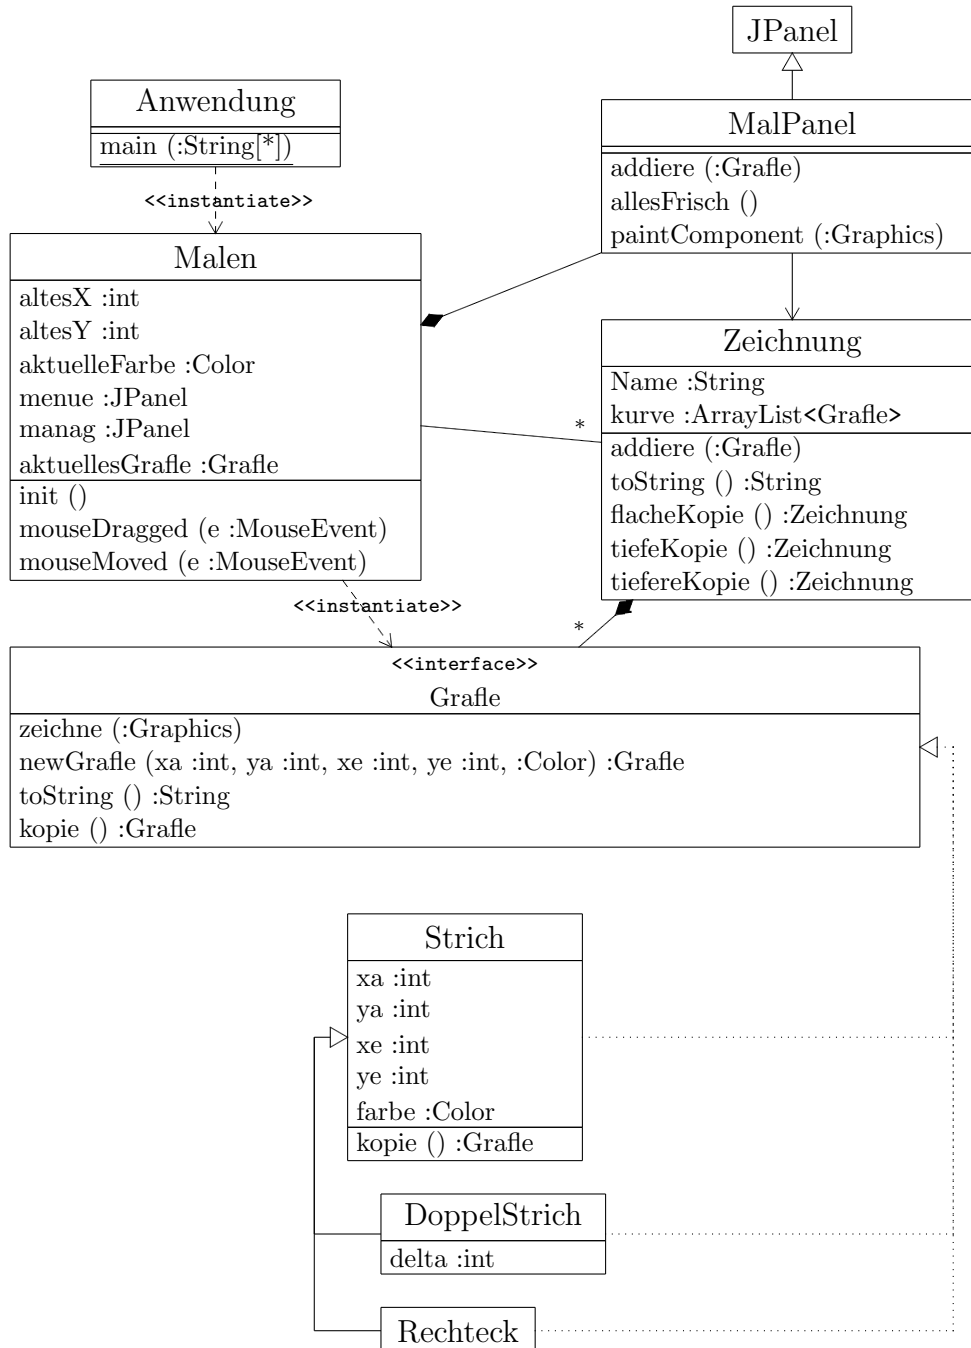 JPanel
Anwendung
main (:String[*])
<<instantiate>>
MalPanel
addiere (:Grafle)
allesFrisch ()
paintComponent (:Graphics)
Malen
altesX :int
altesY :int
aktuelleFarbe :Color
menue :JPanel
manag :JPanel
aktuellesGrafle :Grafle
init ()
mouseDragged (e :MouseEvent)
mouseMoved (e :MouseEvent)
Zeichnung
Name :String
kurve :ArrayList<Grafle>
addiere (:Grafle)
toString () :String
flacheKopie () :Zeichnung
tiefeKopie () :Zeichnung
tiefereKopie () :Zeichnung
*
<<instantiate>>
*
<<interface>>
Grafle
zeichne (:Graphics)
newGrafle (xa :int, ya :int, xe :int, ye :int, :Color) :Grafle
toString () :String
kopie () :Grafle
Strich
xa :int
ya :int
xe :int
ye :int
farbe :Color
kopie () :Grafle
DoppelStrich
delta :int
Rechteck